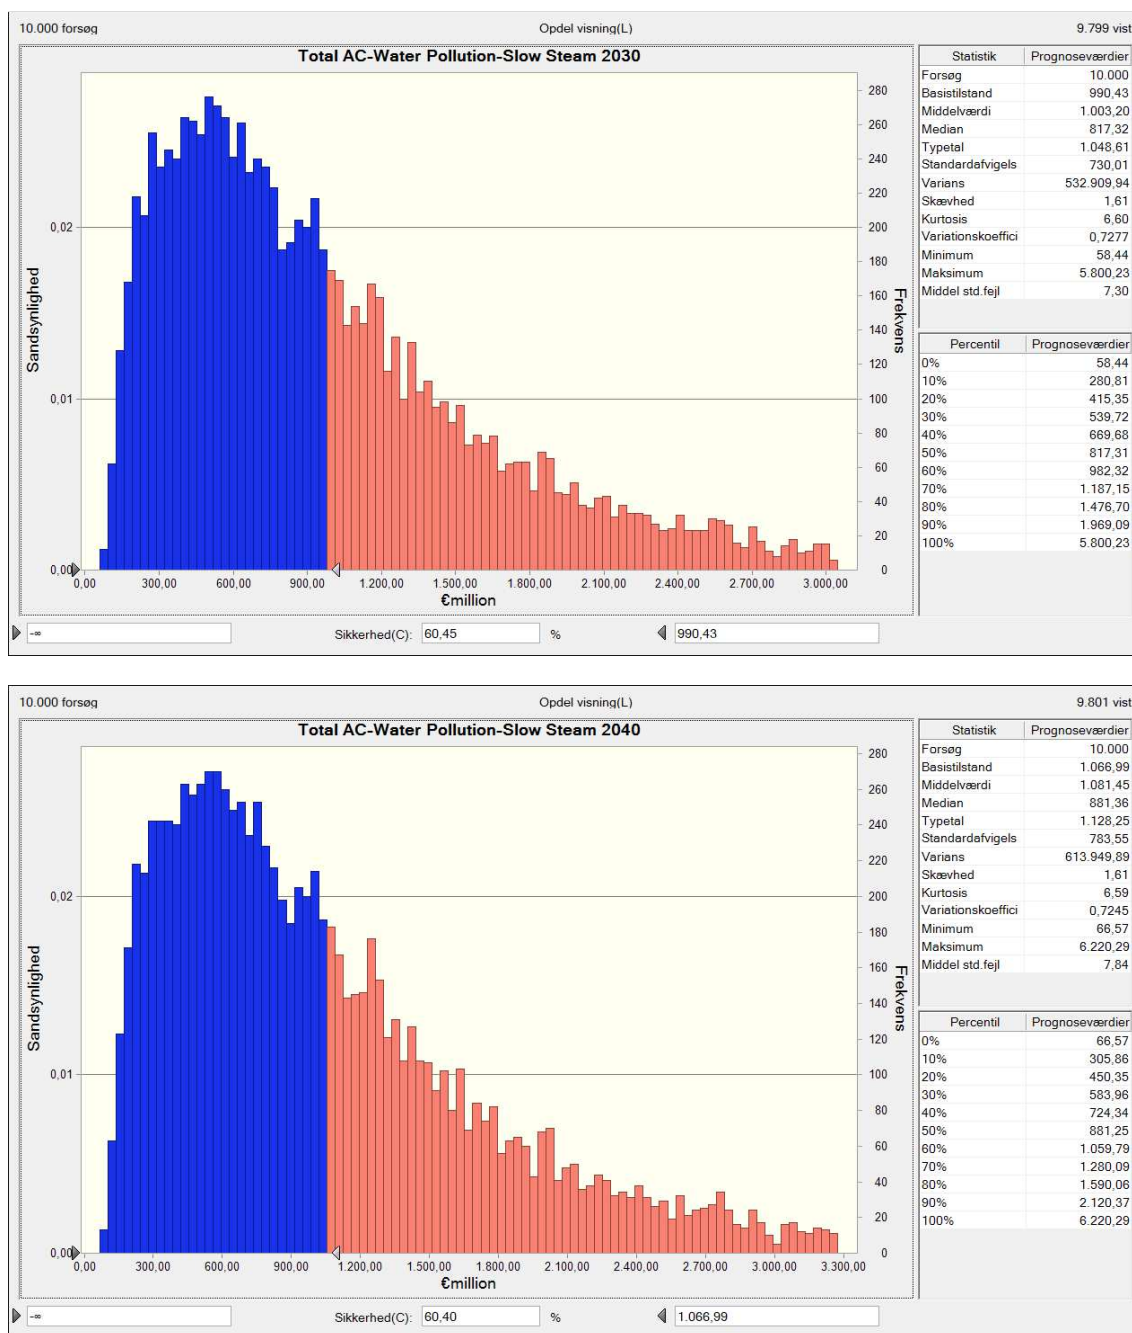 10.000 forsøg Opdel visning(L) 9.799 vist
Total AC-Water Pollution-Slow Steam 2030
Sandsynlighed
0,02
0,01
0,00
280
260
240
220
200
180
160
140
120
100
80
60
40
20
0
Frekvens
0,00 300,00 600,00 900,00 1.200,00 1.500,00 1.800,00 2.100,00 2.400,00 2.700,00 3.000,00
€million
Statistik Prognoseværdier
Forsøg 10.000
Basistilstand 990,43
Middelværdi 1.003,20
Median 817,32
Typetal 1.048,61
Standardafvigels 730,01
Varians 532.909,94
Skævhed 1,61
Kurtosis 6,60
Variationskoeffici 0,7277
Minimum 58,44
Maksimum 5.800,23
Middel std.fejl 7,30
Percentil Prognoseværdier
0% 58,44
10% 280,81
20% 415,35
30% 539,72
40% 669,68
50% 817,31
60% 982,32
70% 1.187,15
80% 1.476,70
90% 1.969,09
100% 5.800,23
-∞ Sikkerhed(C): 60,45 % 990,43
10.000 forsøg Opdel visning(L) 9.801 vist
Total AC-Water Pollution-Slow Steam 2040
Sandsynlighed
0,02
0,01
0,00
280
260
240
220
200
180
160
140
120
100
80
60
40
20
0
Frekvens
0,00 300,00 600,00 900,00 1.200,00 1.500,00 1.800,00 2.100,00 2.400,00 2.700,00 3.000,00 3.300,00
€million
Statistik Prognoseværdier
Forsøg 10.000
Basistilstand 1.066,99
Middelværdi 1.081,45
Median 881,36
Typetal 1.128,25
Standardafvigels 783,55
Varians 613.949,89
Skævhed 1,61
Kurtosis 6,59
Variationskoeffici 0,7245
Minimum 66,57
Maksimum 6.220,29
Middel std.fejl 7,84
Percentil Prognoseværdier
0% 66,57
10% 305,86
20% 450,35
30% 583,96
40% 724,34
50% 881,25
60% 1.059,79
70% 1.280,09
80% 1.590,06
90% 2.120,37
100% 6.220,29
-∞ Sikkerhed(C): 60,40 % 1.066,99